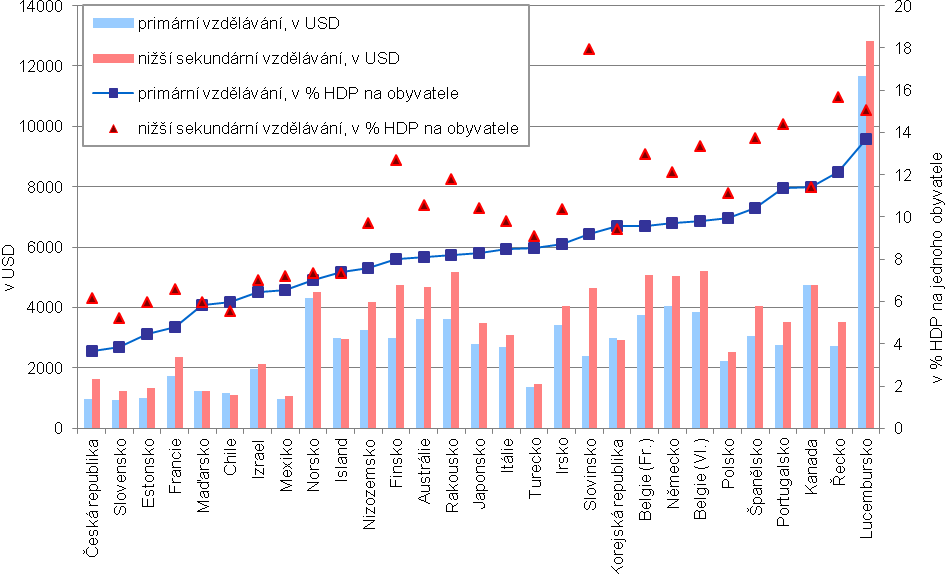 14000
12000
10000
8000
6000
4000
2000
0
v USD
primární vzdělávání, v USD
nižší sekundární vzdělávání, v USD
primární vzdělávání, v % HDP na obyvatele
nižší sekundární vzdělávání, v % HDP na obyvatele
20
18
16
14
12
10
8
6
4
2
0
v % HDP na jednoho obyvatele
Česká republika
Slovensko
Estonsko
Francie
Maďarsko
Chile
Izrael
Mexiko
Norsko
Island
Nizozemsko
Finsko
Austrálie
Rakousko
Japonsko
Itálie
Turecko
Irsko
Slovinsko
Korejská republika
Belgie (Fr.)
Německo
Belgie (Vl.)
Polsko
Španělsko
Portugalsko
Kanada
Řecko
Lucembursko